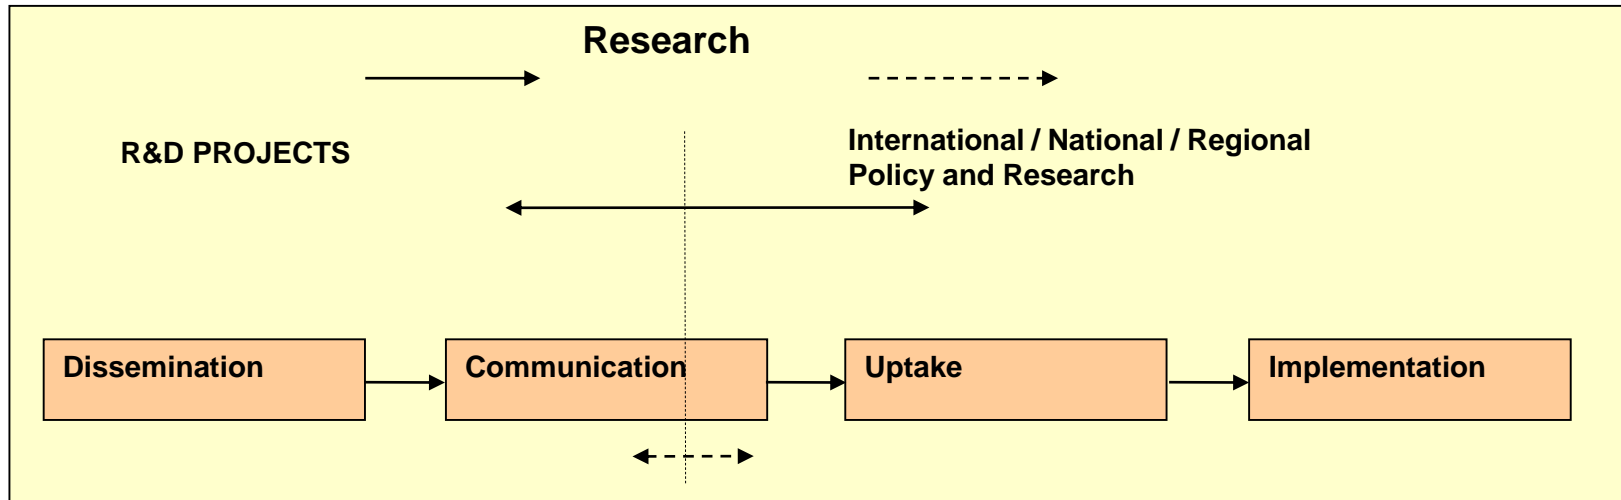 Research
R&D PROJECTS
International / National / Regional
Policy and Research
Dissemination
Communication
Uptake
Implementation